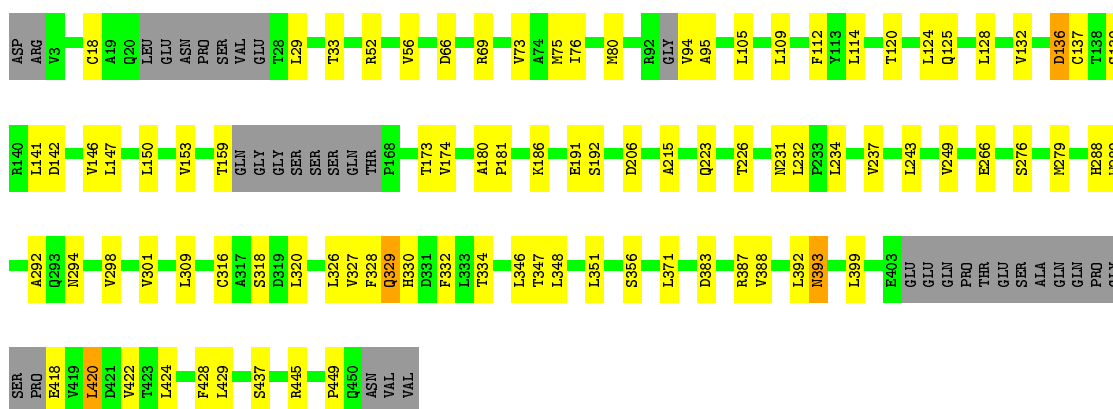 ASP ARG V3 C18 A19 Q20 LEU GLU ASN PRO SER VAL GLU T28 L29 T33 R52 V56 D66 R69 V73 A74 M75 I76 M80 R92 GLY V94 A95 L105 L109 F112 Y113 L114 T120 L124 Q125 L128 V132 D136 C137 T138
R140 L141 D142 V146 L147 L150 V153 T159 GLN GLY GLY SER SER SER GLN THR P168 T173 V174 A180 P181 K186 E191 S192 D206 A215 Q223 T226 N231 L232 P233 L234 V237 L243 V249 E266 S276 M279 H288
A292 Q293 N294 V298 V301 L309 C316 A317 S318 D319 L320 L326 V327 F328 Q329 H330 D331 F332 L333 T334 L346 T347 L348 L351 S356 L371 D383 R387 V388 L392 N393 L399 E403 GLU GLU GLN PRO THR GLU SER ALA GLN GLN PRO
SER PRO E418 V419 L420 D421 V422 T423 L424 F428 L429 S437 R445 P449 Q450 ASN VAL VAL